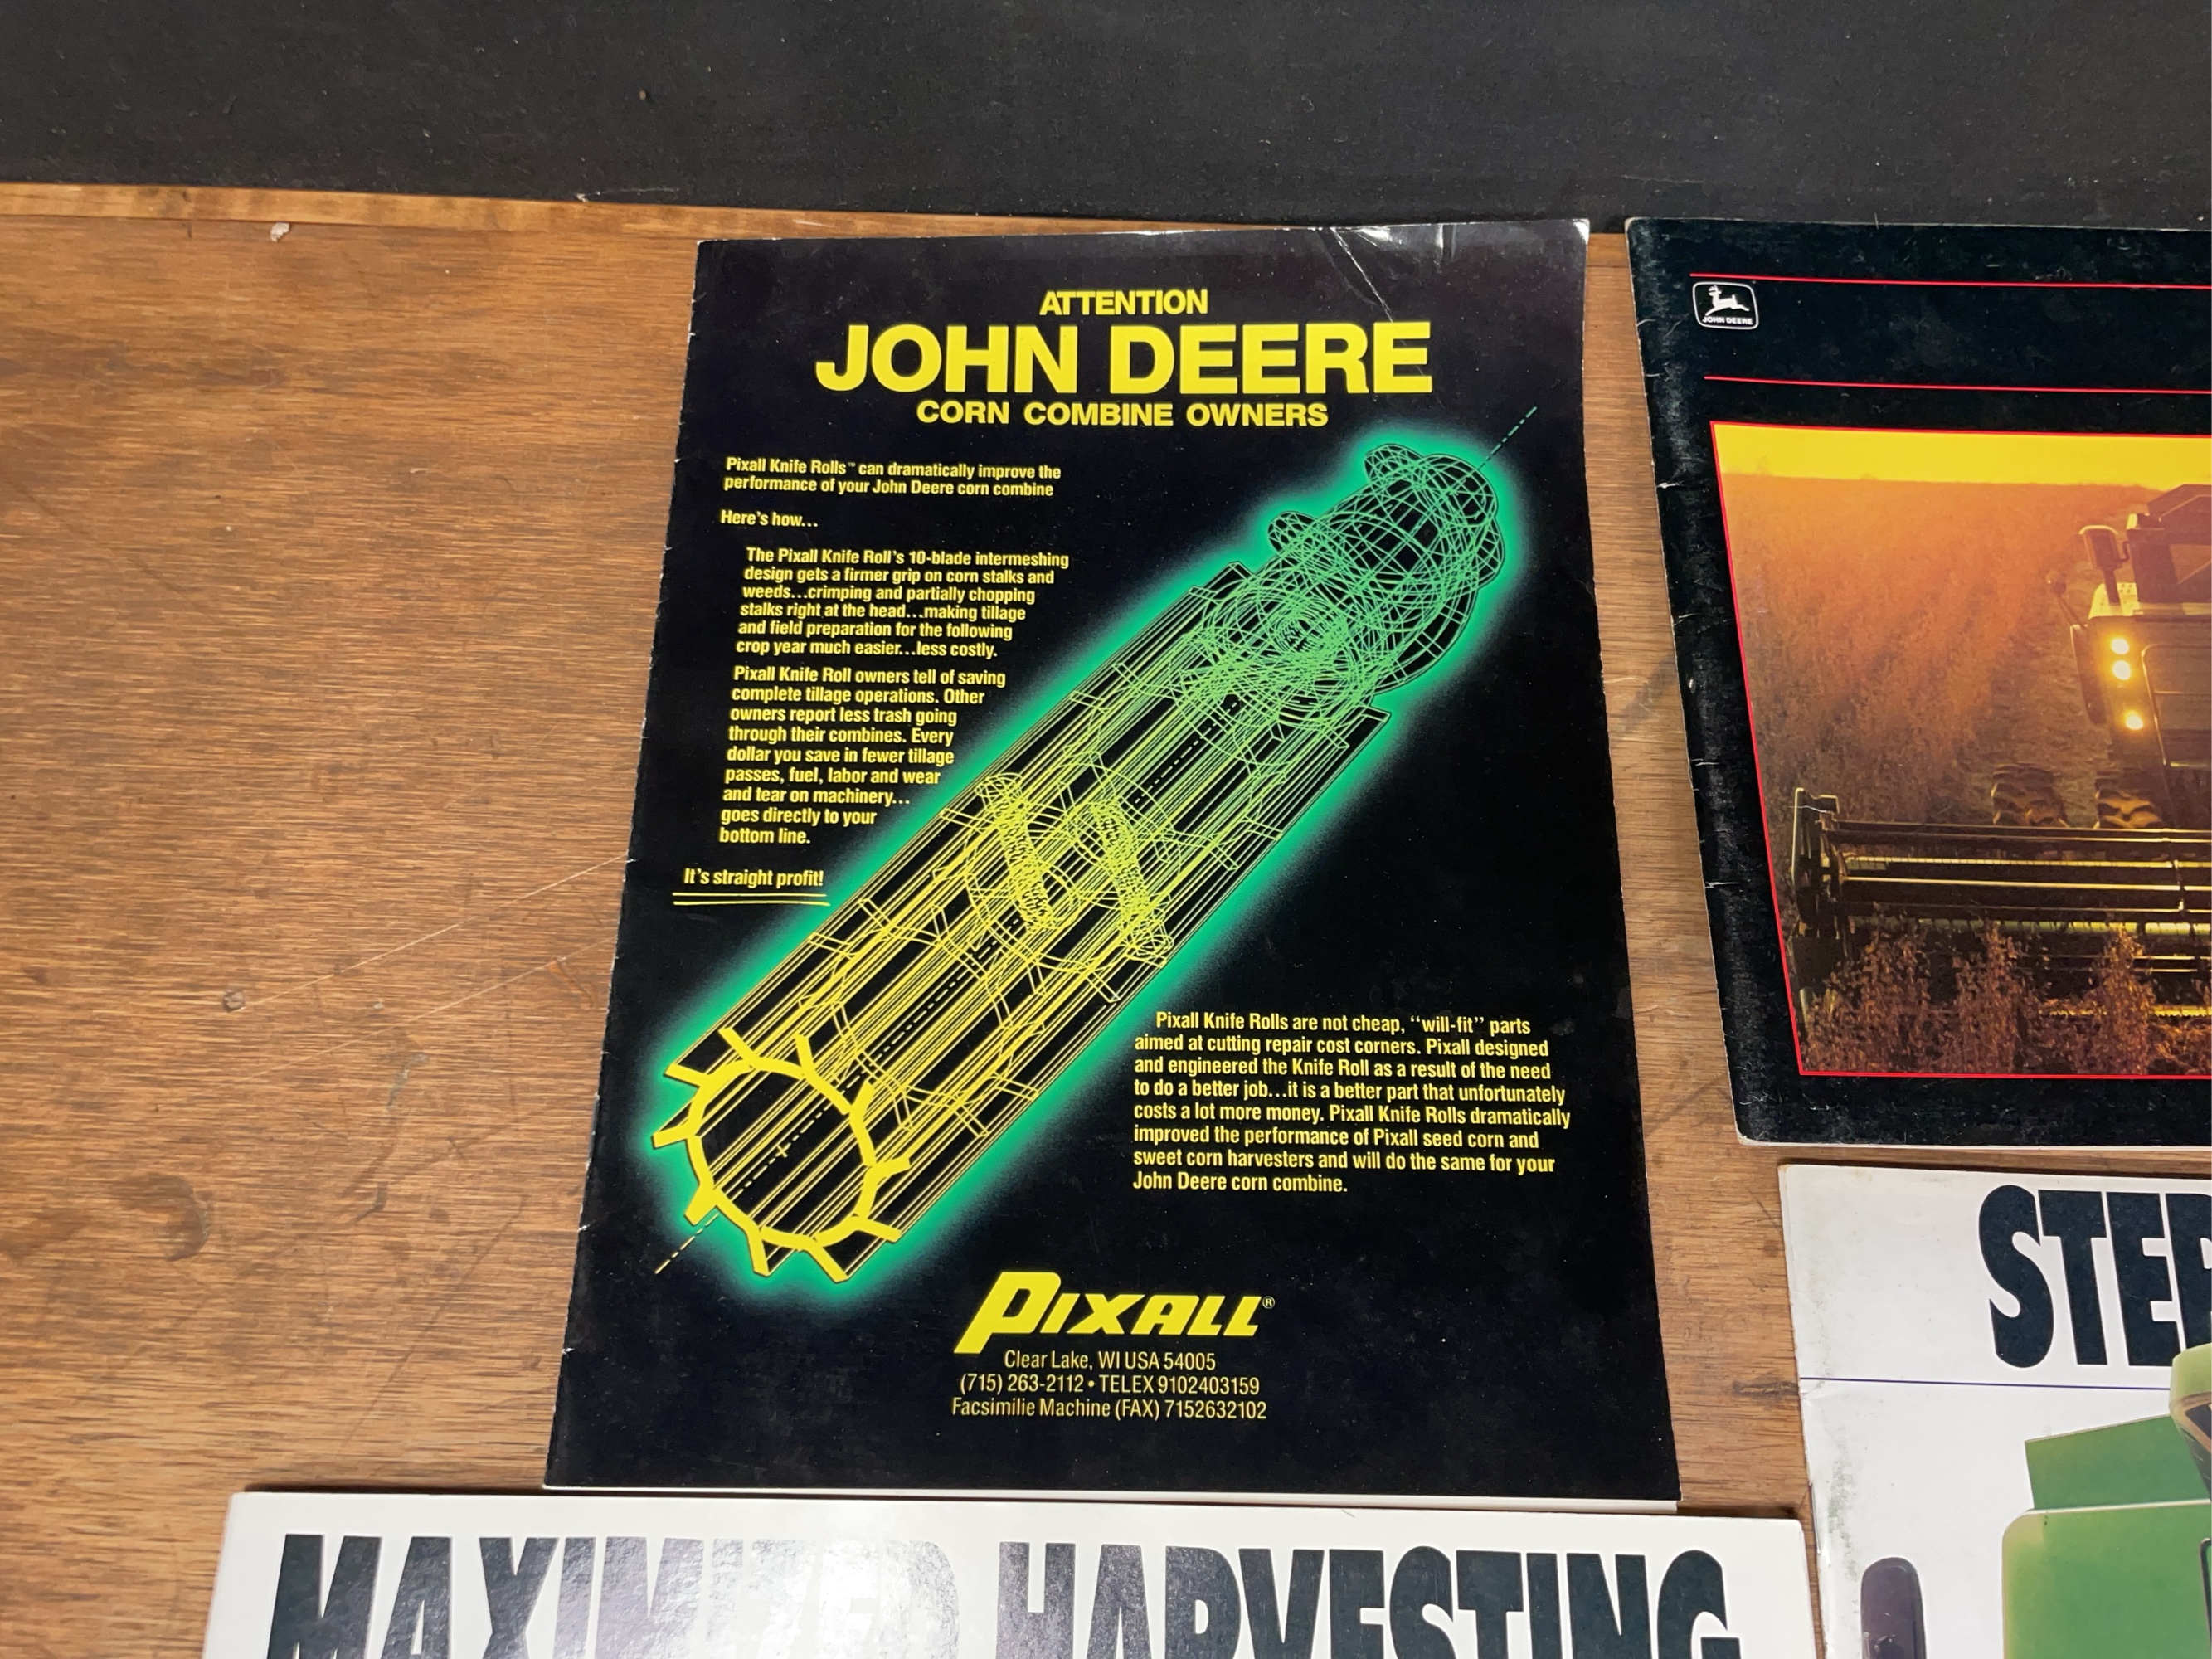 ATTENTION
JOHN DEERE
CORN COMBINE OWNERS
Pixall Knife Rolls™ can dramatically improve the
performance of your John Deere corn combine
Here's how...
The Pixall Knife Roll's 10-blade intermeshing
design gets a firmer grip on corn stalks and
weeds...crimping and partially chopping
stalks right at the head...making tillage
and field preparation for the following
crop year much easier...less costly.
Pixall Knife Roll owners tell of saving
complete tillage operations. Other
owners report less trash going
through their combines. Every
dollar you save in fewer tillage
passes, fuel, labor and wear
and tear on machinery...
goes directly to your
bottom line.
It's straight profit!
Pixall Knife Rolls are not cheap, "will-fit" parts
aimed at cutting repair cost corners. Pixall designed
and engineered the Knife Roll as a result of the need
to do a better job...it is a better part that unfortunately
costs a lot more money. Pixall Knife Rolls dramatically
improved the performance of Pixall seed corn and
sweet corn harvesters and will do the same for your
John Deere corn combine.
PIXALL®
Clear Lake, WI USA 54005
(715) 263-2112 • TELEX 9102403159
Facsimilie Machine (FAX) 7152632102
JOHN DEERE
MAXIMIZED HARVESTING